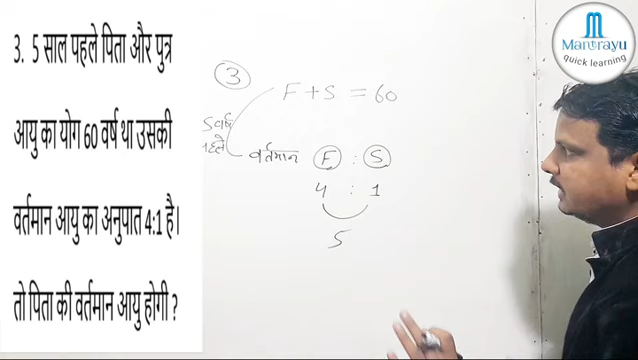 3. 5 साल पहले पिता और पुत्र
आयु का योग 60 वर्ष था उसकी
वर्तमान आयु का अनुपात 4:1 है।
तो पिता की वर्तमान आयु होगी ?
3
F + S = 60
5 वर्ष
पहले
वर्तमान F : S
4 : 1
5
Mantrayu
quick learning